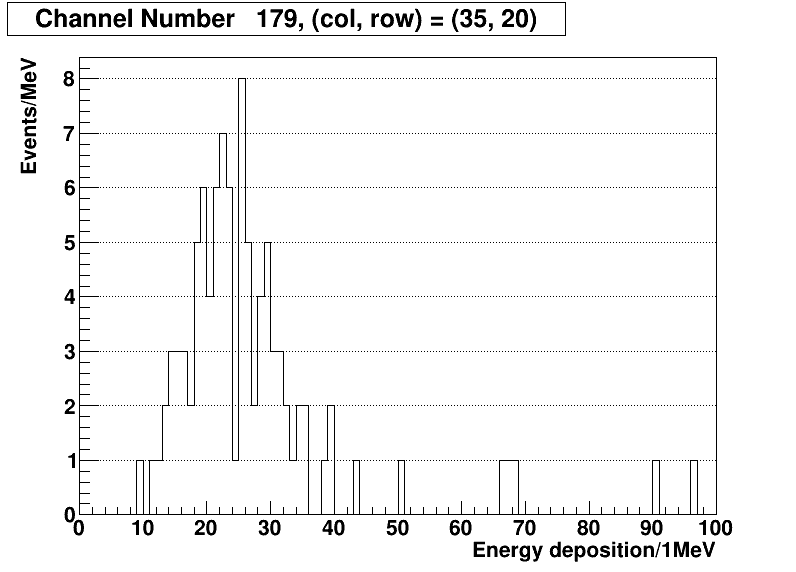 Channel Number 179, (col, row) = (35, 20)
Events/MeV
8
7
6
5
4
3
2
1
0
0 10 20 30 40 50 60 70 80 90 100
Energy deposition/1MeV